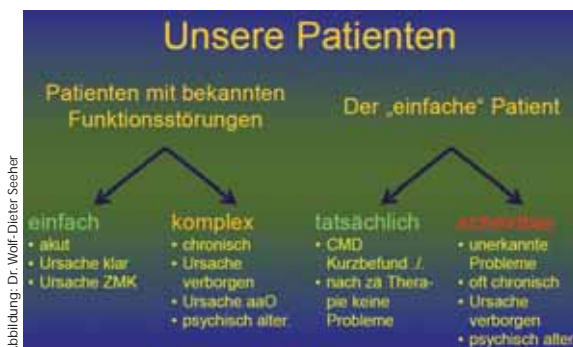 Unsere Patienten
Patienten mit bekannten
Funktionsstörungen
Der „einfache“ Patient
einfach
• akut
• Ursache klar
• Ursache ZMK
komplex
• chronisch
• Ursache
verborgen
• Ursache aaO
• psychisch alter.
tatsächlich
• CMD
Kurzbefund ./.
• nach zä Thera-
pie keine
Probleme
scheinbar
• unerkannte
Probleme
• oft chronisch
• Ursache
verborgen
• psychisch alter.
bbildung: Dr. Wolf-Dieter Seeher